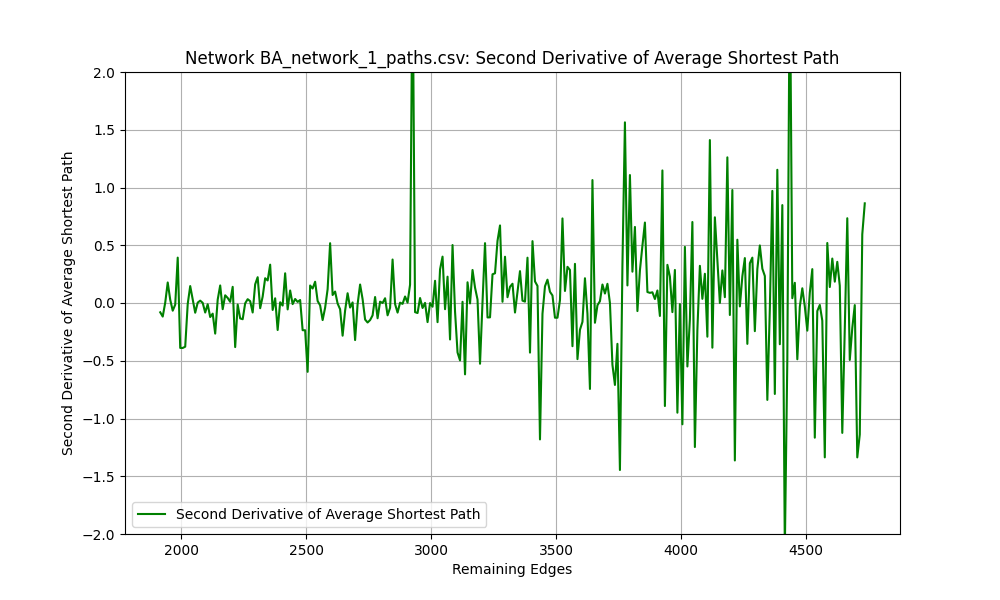 Network BA_network_1_paths.csv: Second Derivative of Average Shortest Path
Second Derivative of Average Shortest Path
2.0
1.5
1.0
0.5
0.0
−0.5
−1.0
−1.5
−2.0
Second Derivative of Average Shortest Path
2000 2500 3000 3500 4000 4500
Remaining Edges